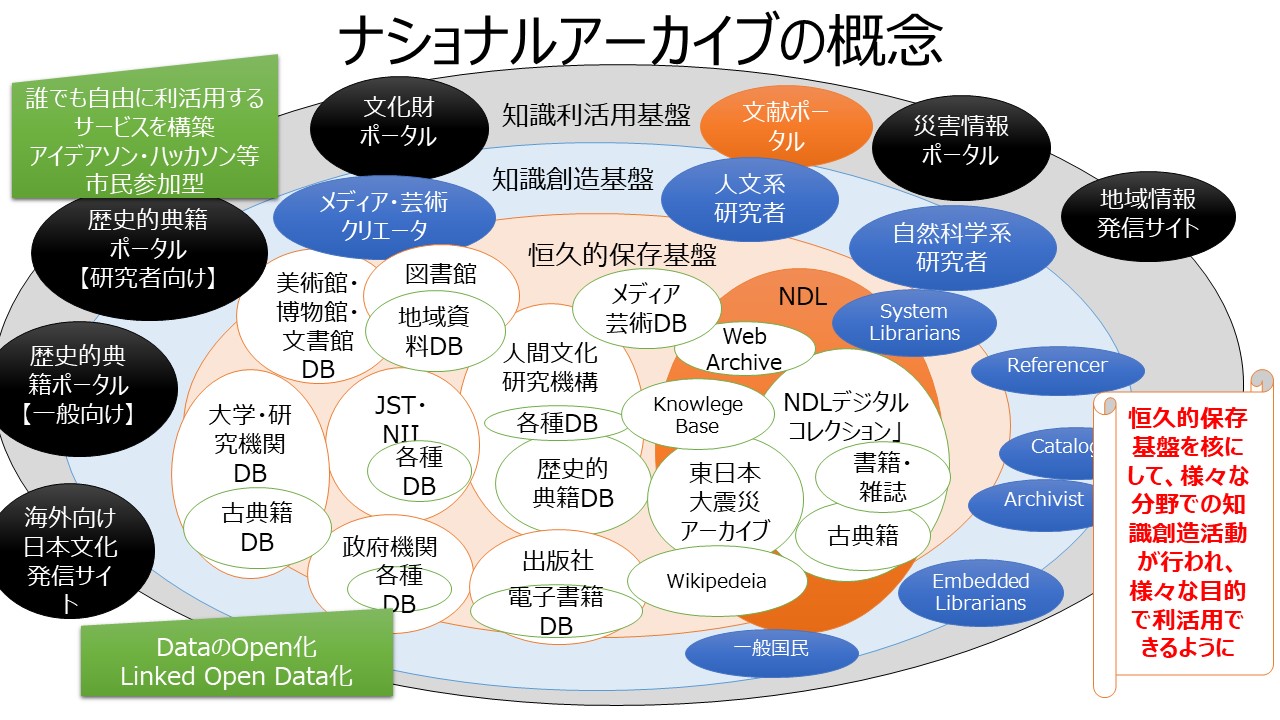 ナショナルアーカイブの概念
誰でも自由に利活用する
サービスを構築
アイデアソン・ハッカソン等
市民参加型
文化財
ポータル
知識利活用基盤
文献ポー
タル
災害情報
ポータル
地域情報
発信サイト
知識創造基盤
メディア・芸術
クリエータ
人文系
研究者
自然科学系
研究者
歴史的典籍
ポータル
【研究者向け】
恒久的保存基盤
美術館・
博物館・
文書館
DB
図書館
地域資
料DB
メディア
芸術DB
NDL
System
Librarians
Web
Archive
歴史的典
籍ポータル
【一般向け】
人間文化
研究機構
各種DB
歴史的
典籍DB
Referencer
大学・研
究機関
DB
古典籍
DB
JST・
NII
各種
DB
Knowlege
Base
NDLデジタル
コレクション」
書籍・
雑誌
古典籍
東日本
大震災
アーカイブ
Catalog
Archivist
恒久的保存
基盤を核に
して、様々な
分野での知
識創造活動
が行われ、
様々な目的
で利活用で
きるように
海外向け
日本文化
発信サイ
ト
政府機関
各種
DB
出版社
電子書籍
DB
Wikipedeia
Embedded
Librarians
一般国民
DataのOpen化
Linked Open Data化